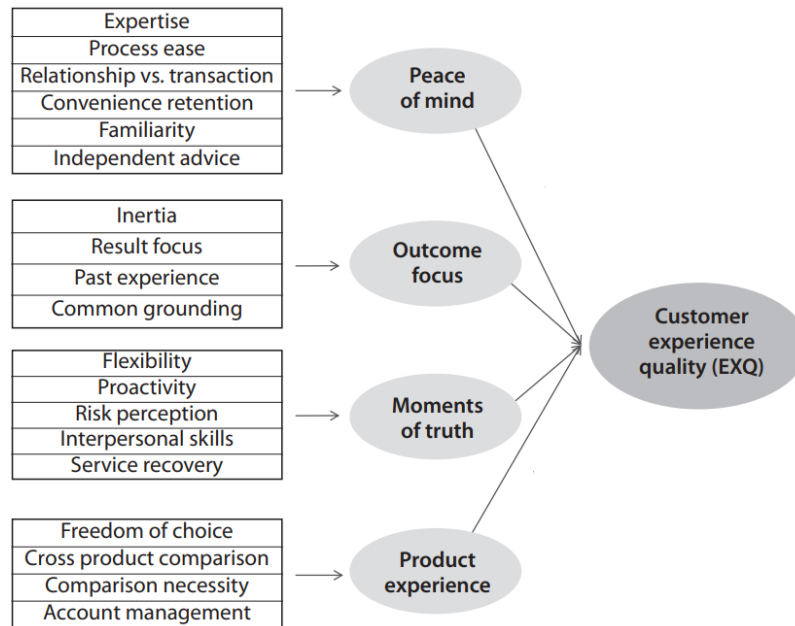 Expertise
Process ease
Relationship vs. transaction
Convenience retention
Familiarity
Independent advice
Peace
of mind
Inertia
Result focus
Past experience
Common grounding
Outcome
focus
Customer
experience
quality (EXQ)
Flexibility
Proactivity
Risk perception
Interpersonal skills
Service recovery
Moments
of truth
Freedom of choice
Cross product comparison
Comparison necessity
Account management
Product
experience